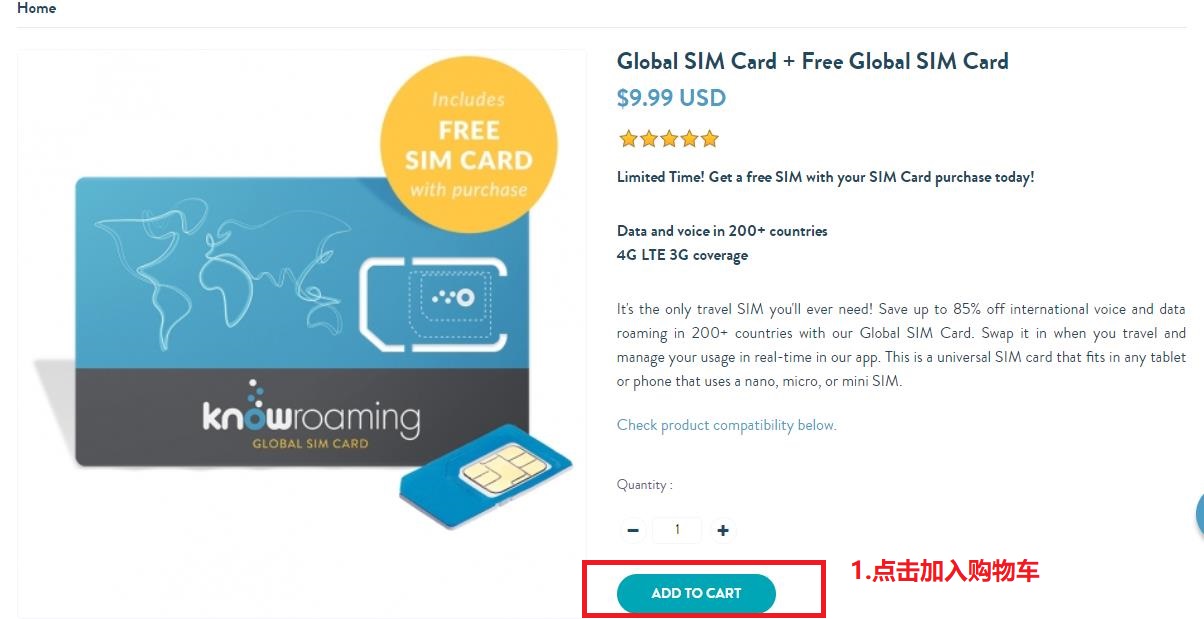 Home
Includes
FREE
SIM CARD
with purchase
knowroaming
GLOBAL SIM CARD
Global SIM Card + Free Global SIM Card
$9.99 USD
Limited Time! Get a free SIM with your SIM Card purchase today!
Data and voice in 200+ countries
4G LTE 3G coverage
It's the only travel SIM you'll ever need! Save up to 85% off international voice and data
roaming in 200+ countries with our Global SIM Card. Swap it in when you travel and
manage your usage in real-time in our app. This is a universal SIM card that fits in any tablet
or phone that uses a nano, micro, or mini SIM.
Check product compatibility below.
Quantity :
− 1 +
ADD TO CART
1.点击加入购物车